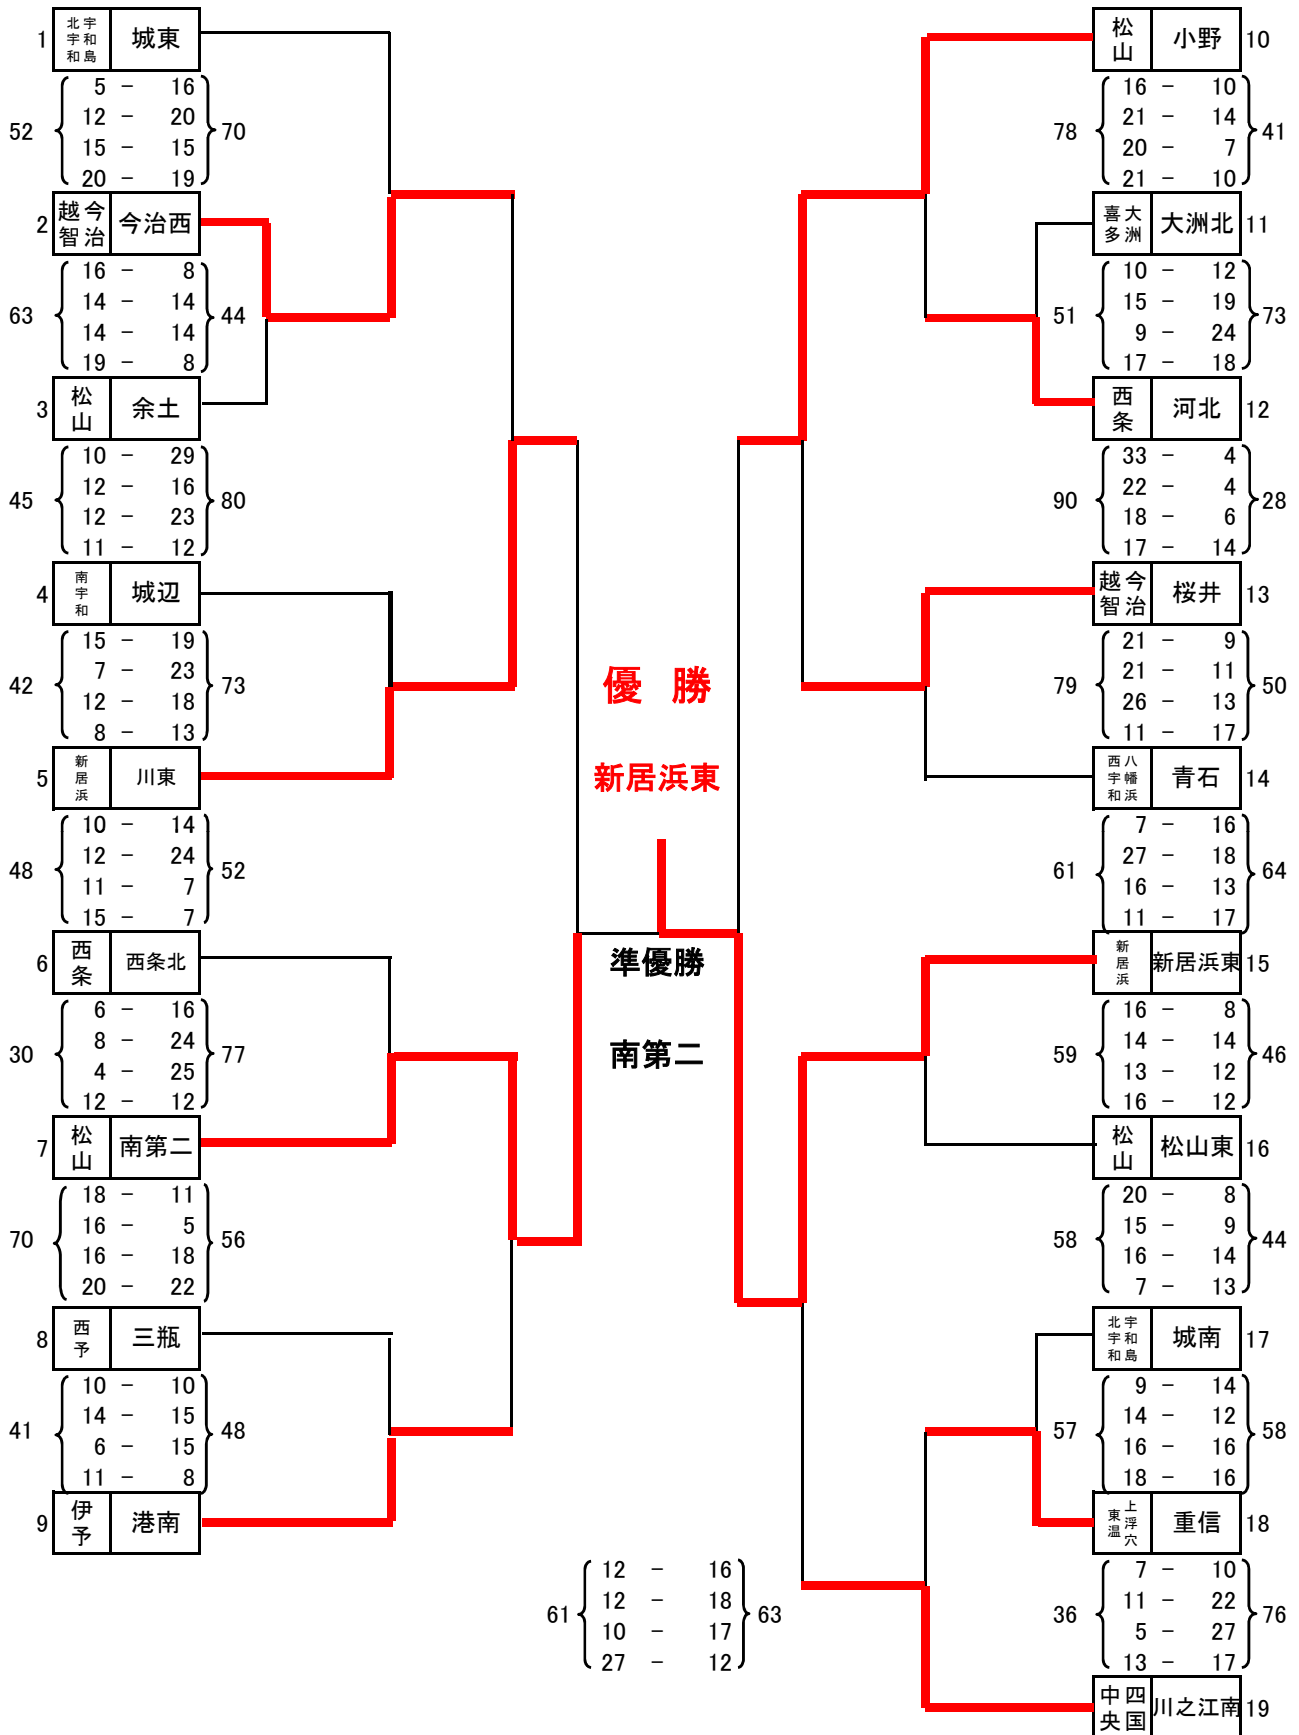 1 北宇和 宇和島 城東
5 － 16
12 － 20
52 70
15 － 15
20 － 19
2 越智 今治 今治西
16 － 8
14 － 14
63 44
14 － 14
19 － 8
3 松山 余土
10 － 29
12 － 16
45 80
12 － 23
11 － 12
4 南宇和 城辺
15 － 19
7 － 23
42 73
12 － 18
8 － 13
5 新居浜 川東
10 － 14
12 － 24
48 52
11 － 7
15 － 7
6 西条 西条北
6 － 16
8 － 24
30 77
4 － 25
12 － 12
7 松山 南第二
18 － 11
16 － 5
70 56
16 － 18
20 － 22
8 西予 三瓶
10 － 10
14 － 15
41 48
6 － 15
11 － 8
9 伊予 港南
優 勝
新居浜東
準優勝
南第二
12 － 16
12 － 18
61 63
10 － 17
27 － 12
松山 小野 10
16 － 10
21 － 14
78 41
20 － 7
21 － 10
喜多 大洲 大洲北 11
10 － 12
15 － 19
51 73
9 － 24
17 － 18
西条 河北 12
33 － 4
22 － 4
90 28
18 － 6
17 － 14
越智 今治 桜井 13
21 － 9
21 － 11
79 50
26 － 13
11 － 17
西宇和 八幡浜 青石 14
7 － 16
27 － 18
61 64
16 － 13
11 － 17
新居浜 新居浜東 15
16 － 8
14 － 14
59 46
13 － 12
16 － 12
松山 松山東 16
20 － 8
15 － 9
58 44
16 － 14
7 － 13
北宇和 宇和島 城南 17
9 － 14
14 － 12
57 58
16 － 16
18 － 16
東温 上浮穴 重信 18
7 － 10
11 － 22
36 76
5 － 27
13 － 17
中央 四国 川之江南 19